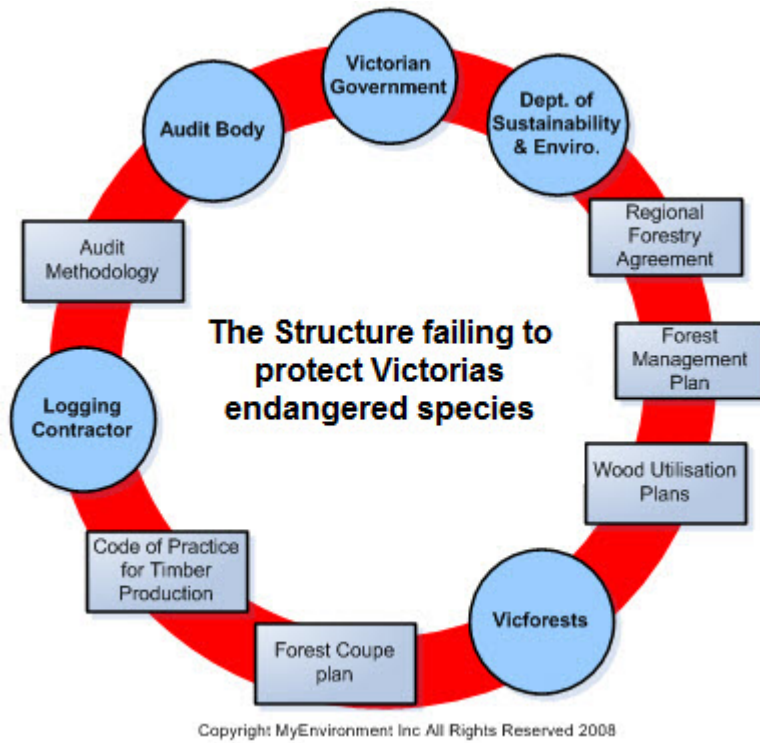 Victorian
Government
Dept. of
Sustainability
& Enviro.
Regional
Forestry
Agreement
Forest
Management
Plan
Wood Utilisation
Plans
Vicforests
Forest Coupe
plan
Code of Practice
for Timber
Production
Logging
Contractor
Audit
Methodology
Audit Body
The Structure failing to
protect Victorias
endangered species
Copyright MyEnvironment Inc All Rights Reserved 2008